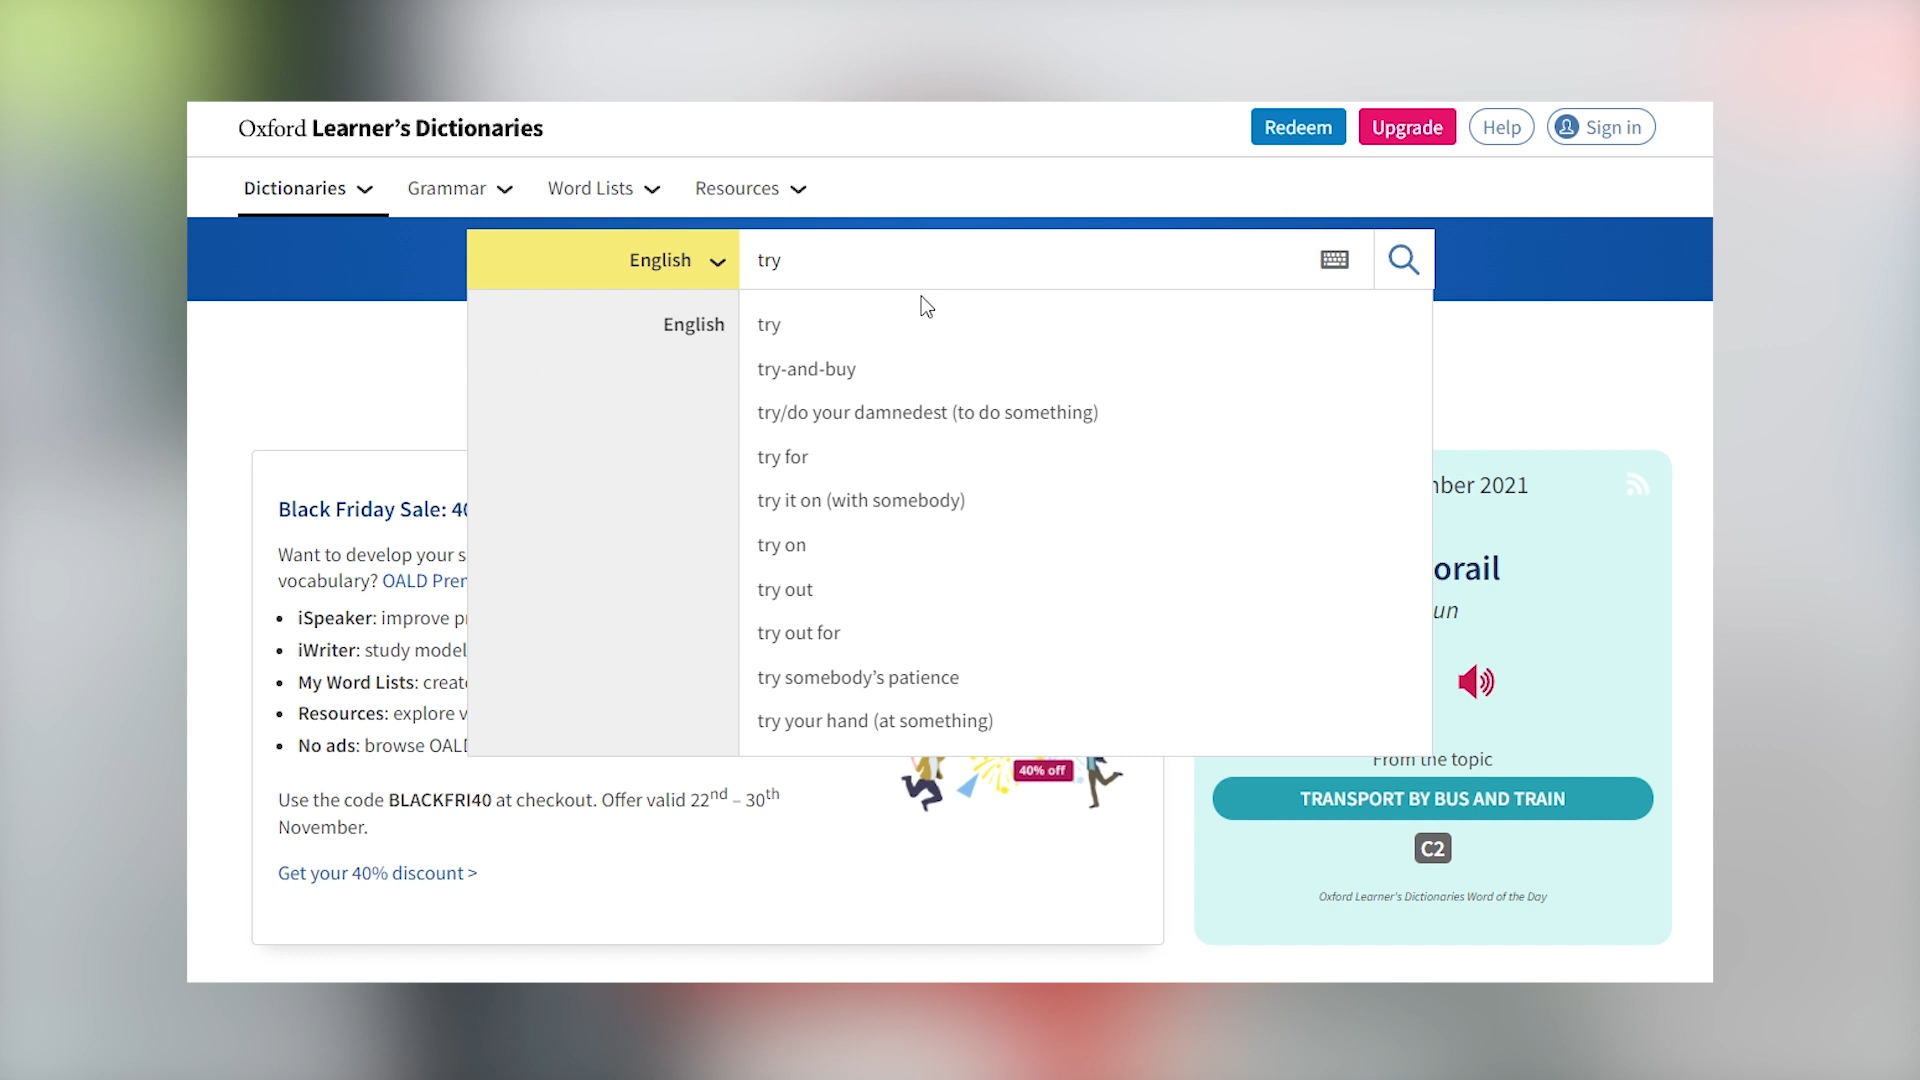 Oxford Learner's Dictionaries
Redeem
Upgrade
Help
Sign in
Dictionaries
Grammar
Word Lists
Resources
English
try
English
try
try-and-buy
try/do your damnedest (to do something)
try for
try it on (with somebody)
try on
try out
try out for
try somebody's patience
try your hand (at something)
Black Friday Sale: 40
Want to develop your s
vocabulary? OALD Prem
iSpeaker: improve p
iWriter: study model
My Word Lists: creat
Resources: explore v
No ads: browse OALD
Use the code BLACKFRI40 at checkout. Offer valid 22nd – 30th
November.
Get your 40% discount >
40% off
mber 2021
orail
un
From the topic
TRANSPORT BY BUS AND TRAIN
C2
Oxford Learner's Dictionaries Word of the Day